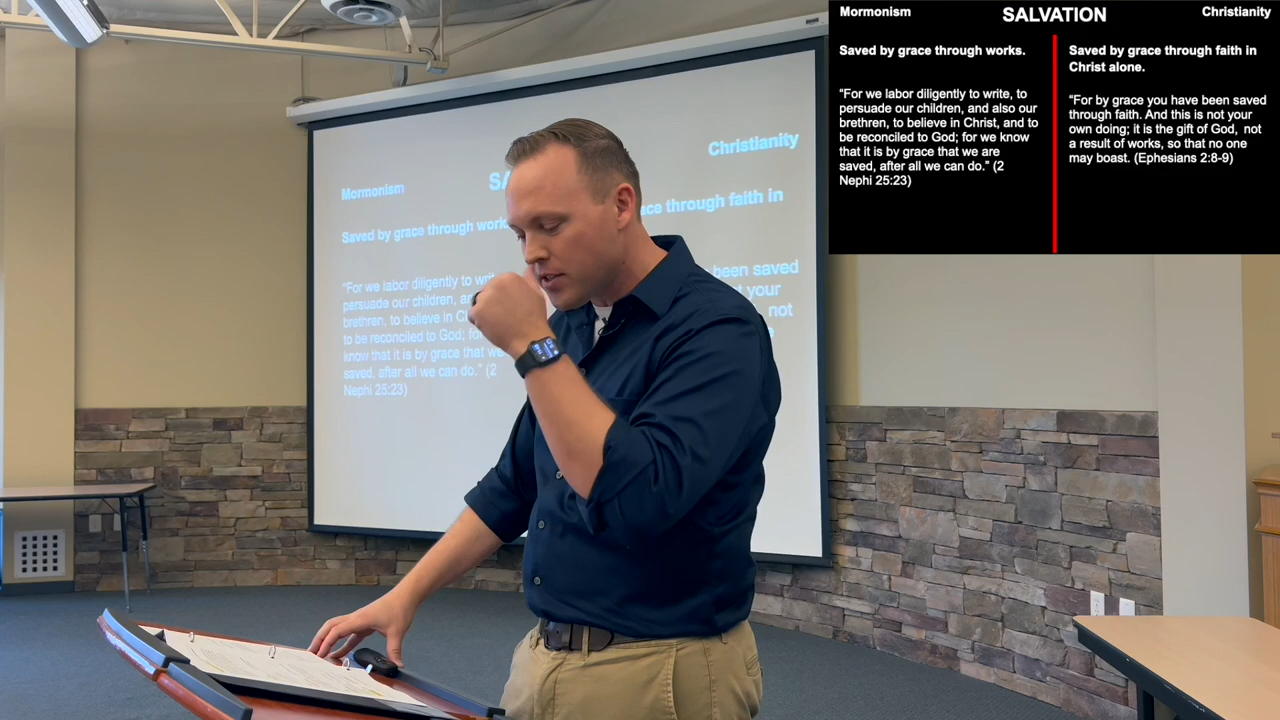 Mormonism
SALVATION
Christianity
Saved by grace through works.
“For we labor diligently to write, to
persuade our children, and also our
brethren, to believe in Christ, and to
be reconciled to God; for we know
that it is by grace that we are
saved, after all we can do.” (2
Nephi 25:23)
Saved by grace through faith in
Christ alone.
“For by grace you have been saved
through faith. And this is not your
own doing; it is the gift of God, not
a result of works, so that no one
may boast. (Ephesians 2:8-9)
Christianity
Mormonism
SA
Saved by grace through work
“For we labor diligently to wri
persuade our children, a
brethren, to believe in C
to be reconciled to God; fo
know that it is by grace that we
saved, after all we can do.” (2
Nephi 25:23)
ce through faith in
been saved
t your
not